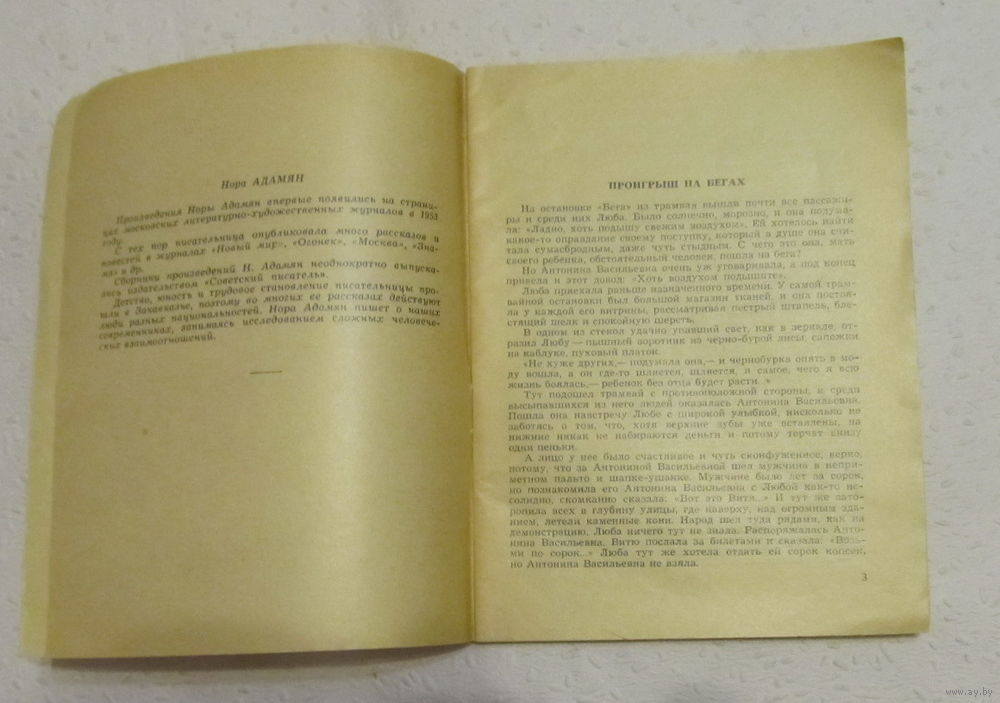 Нора АДАМЯН
Произведения Норы Адамян впервые появились на страни-
цах московских литературно-художественных журналов в 1953
году.
С тех пор писательница опубликовала много рассказов и
повестей в журналах «Новый мир», «Огонек», «Москва», «Зна-
мя» и др.
Сборники произведений Н. Адамян неоднократно выпуска-
лись издательством «Советский писатель».
Детство, юность и трудовое становление писательницы про-
шли в Закавказье, поэтому во многих ее рассказах действуют
люди разных национальностей. Нора Адамян пишет о наших
современниках, занимаясь исследованием сложных человече-
ских взаимоотношений.
ПРОИГРЫШ НА БЕГАХ
На остановке «Бега» из трамвая вышли почти все пассажи-
ры и среди них Люба. Было солнечно, морозно, и она подума-
ла: «Ладно, хоть подышу свежим воздухом». Ей хотелось найти
какое-то оправдание своему поступку, который в душе она счи-
тала сумасбродным, даже чуть стыдным. С чего это она, мать
своего ребенка, обстоятельный человек, пошла на бега?
Но Антонина Васильевна очень уж уговаривала, а под конец
привела и этот довод: «Хоть воздухом подышите».
Люба приехала раньше назначенного времени. У самой трам-
вайной остановки был большой магазин тканей, и она постоя-
ла у каждой его витрины, рассматривая пестрый штапель, бле-
стящий шелк и спокойную шерсть.
В одном из стекол удачно упавший свет, как в зеркале, от-
разил Любу — пышный воротник из черно-бурой лисы, сапожки
на каблуке, пуховый платок.
«Не хуже других,— подумала она,— и чернобурка опять в мо-
ду вошла, а он где-то шляется, шляется, и самое, чего я всю
жизнь боялась,— ребенок без отца будет расти...»
Тут подошел трамвай с противоположной стороны, и среди
высыпавшихся из него людей оказалась Антонина Васильевна.
Пошла она навстречу Любе с широкой улыбкой, нисколько не
заботясь о том, что, хотя верхние зубы уже вставлены, на
нижние никак не набираются деньги и потому торчат внизу
одни пеньки.
А лицо у нее было счастливое и чуть сконфуженное, верно,
потому, что за Антониной Васильевной шел мужчина в непри-
метном пальто и шапке-ушанке. Мужчине было лет за сорок,
но познакомила его Антонина Васильевна с Любой как-то не-
солидно, скомканно сказала: «Вот это Витя...» И тут же зато-
ропила всех в глубину улицы, где наверху, над огромным зда-
нием, летели каменные кони. Народ шел туда рядами, как на
демонстрацию. Люба ничего тут не знала. Распоряжалась Анто-
нина Васильевна. Витю послала за билетами и сказала: «Возь-
ми по сорок...» Люба тут же хотела отдать ей сорок копеек,
но Антонина Васильевна не взяла.
3
www.ay.by